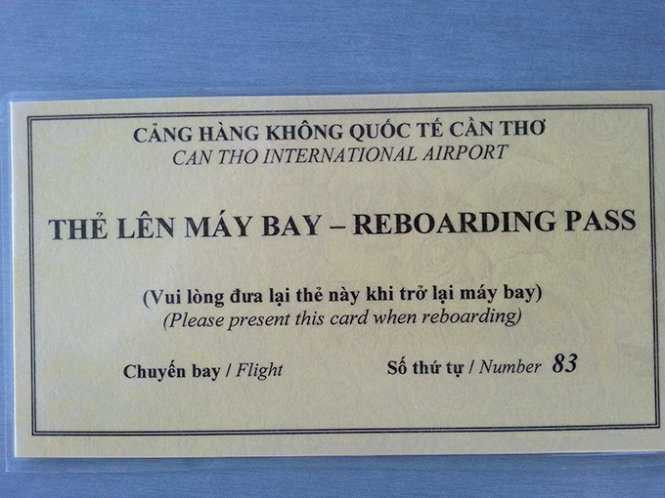 CẢNG HÀNG KHÔNG QUỐC TẾ CẦN THƠ
CAN THO INTERNATIONAL AIRPORT
THẺ LÊN MÁY BAY – REBOARDING PASS
(Vui lòng đưa lại thẻ này khi trở lại máy bay)
(Please present this card when reboarding)
Chuyến bay / Flight Số thứ tự / Number 83